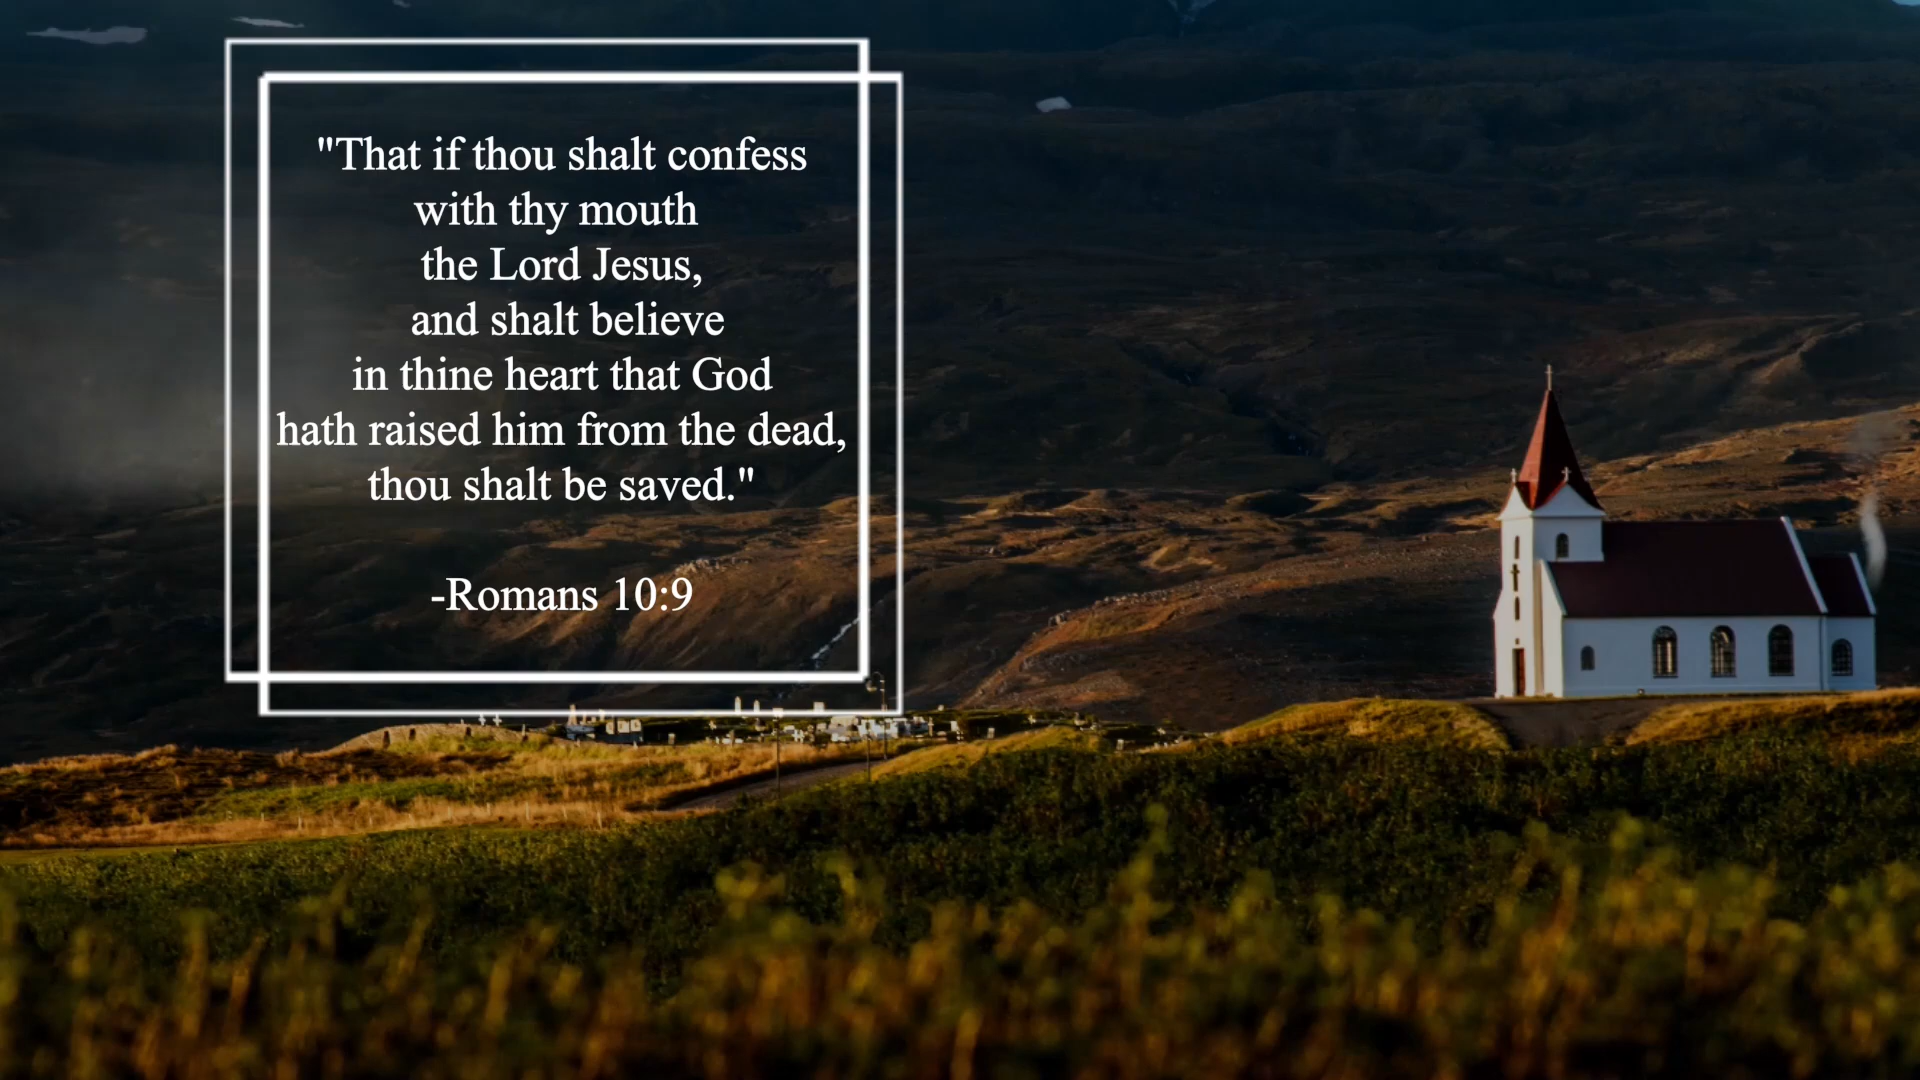 "That if thou shalt confess
with thy mouth
the Lord Jesus,
and shalt believe
in thine heart that God
hath raised him from the dead,
thou shalt be saved."
-Romans 10:9